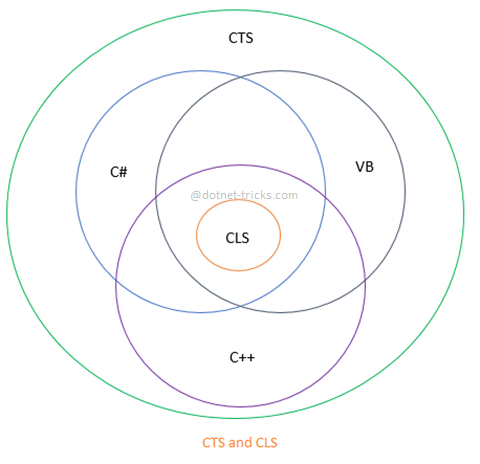 CTS
C#
VB
@dotnet-tricks.com
CLS
C++
CTS and CLS